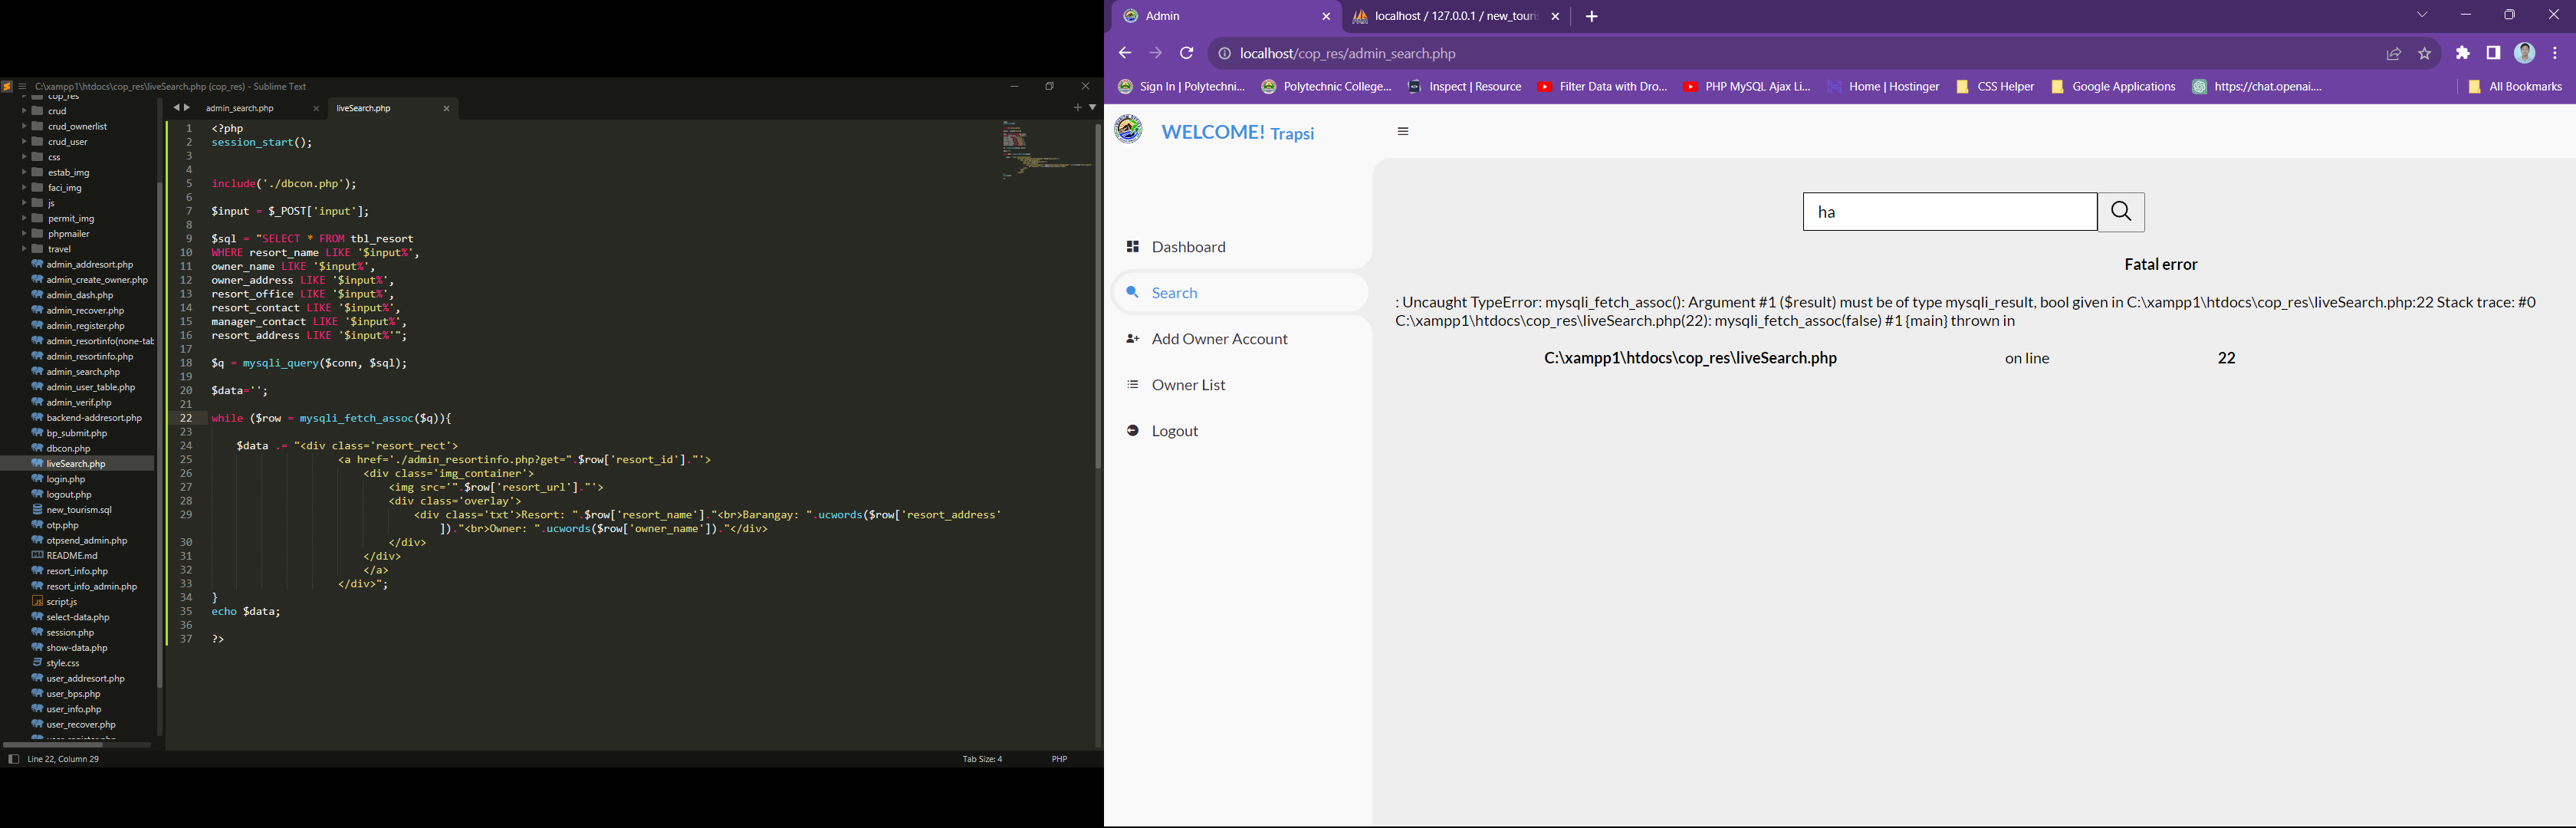 C:\xampp1\htdocs\cop_res\liveSearch.php (cop_res) - Sublime Text
cop_res
crud
crud_ownerlist
crud_user
css
estab_img
faci_img
js
permit_img
phpmailer
travel
admin_addresort.php
admin_create_owner.php
admin_dash.php
admin_recover.php
admin_register.php
admin_resortinfo(none-tab
admin_resortinfo.php
admin_search.php
admin_user_table.php
admin_verif.php
backend-addresort.php
bp_submit.php
dbcon.php
liveSearch.php
login.php
logout.php
new_tourism.sql
otp.php
otpsend_admin.php
README.md
resort_info.php
resort_info_admin.php
script.js
select-data.php
session.php
show-data.php
style.css
user_addresort.php
user_bps.php
user_info.php
user_recover.php
admin_search.php
liveSearch.php
1 <?php
2 session_start();
3
4
5 include('./dbcon.php');
6
7 $input = $_POST['input'];
8
9 $sql = "SELECT * FROM tbl_resort
10 WHERE resort_name LIKE '$input%',
11 owner_name LIKE '$input%',
12 owner_address LIKE '$input%',
13 resort_office LIKE '$input%',
14 resort_contact LIKE '$input%',
15 manager_contact LIKE '$input%',
16 resort_address LIKE '$input%'";
17
18 $q = mysqli_query($conn, $sql);
19
20 $data='';
21
22 while ($row = mysqli_fetch_assoc($q)){
23
24 $data .= "<div class='resort_rect'>
25 <a href='./admin_resortinfo.php?get=".$row['resort_id']."'>
26 <div class='img_container'>
27 <img src='".$row['resort_url']."'>
28 <div class='overlay'>
29 <div class='txt'>Resort: ".$row['resort_name']."<br>Barangay: ".ucwords($row['resort_address'
])."<br>Owner: ".ucwords($row['owner_name'])."</div>
30 </div>
31 </div>
32 </a>
33 </div>";
34 }
35 echo $data;
36
37 ?>
Line 22, Column 29
Tab Size: 4
PHP
Admin
localhost / 127.0.0.1 / new_touri
localhost/cop_res/admin_search.php
Sign In | Polytechni...
Polytechnic College...
Inspect | Resource
Filter Data with Dro...
PHP MySQL Ajax Li...
Home | Hostinger
CSS Helper
Google Applications
https://chat.openai....
All Bookmarks
WELCOME! Trapsi
Dashboard
Search
Add Owner Account
Owner List
Logout
ha
Fatal error
: Uncaught TypeError: mysqli_fetch_assoc(): Argument #1 ($result) must be of type mysqli_result, bool given in C:\xampp1\htdocs\cop_res\liveSearch.php:22 Stack trace: #0
C:\xampp1\htdocs\cop_res\liveSearch.php(22): mysqli_fetch_assoc(false) #1 {main} thrown in
C:\xampp1\htdocs\cop_res\liveSearch.php on line 22